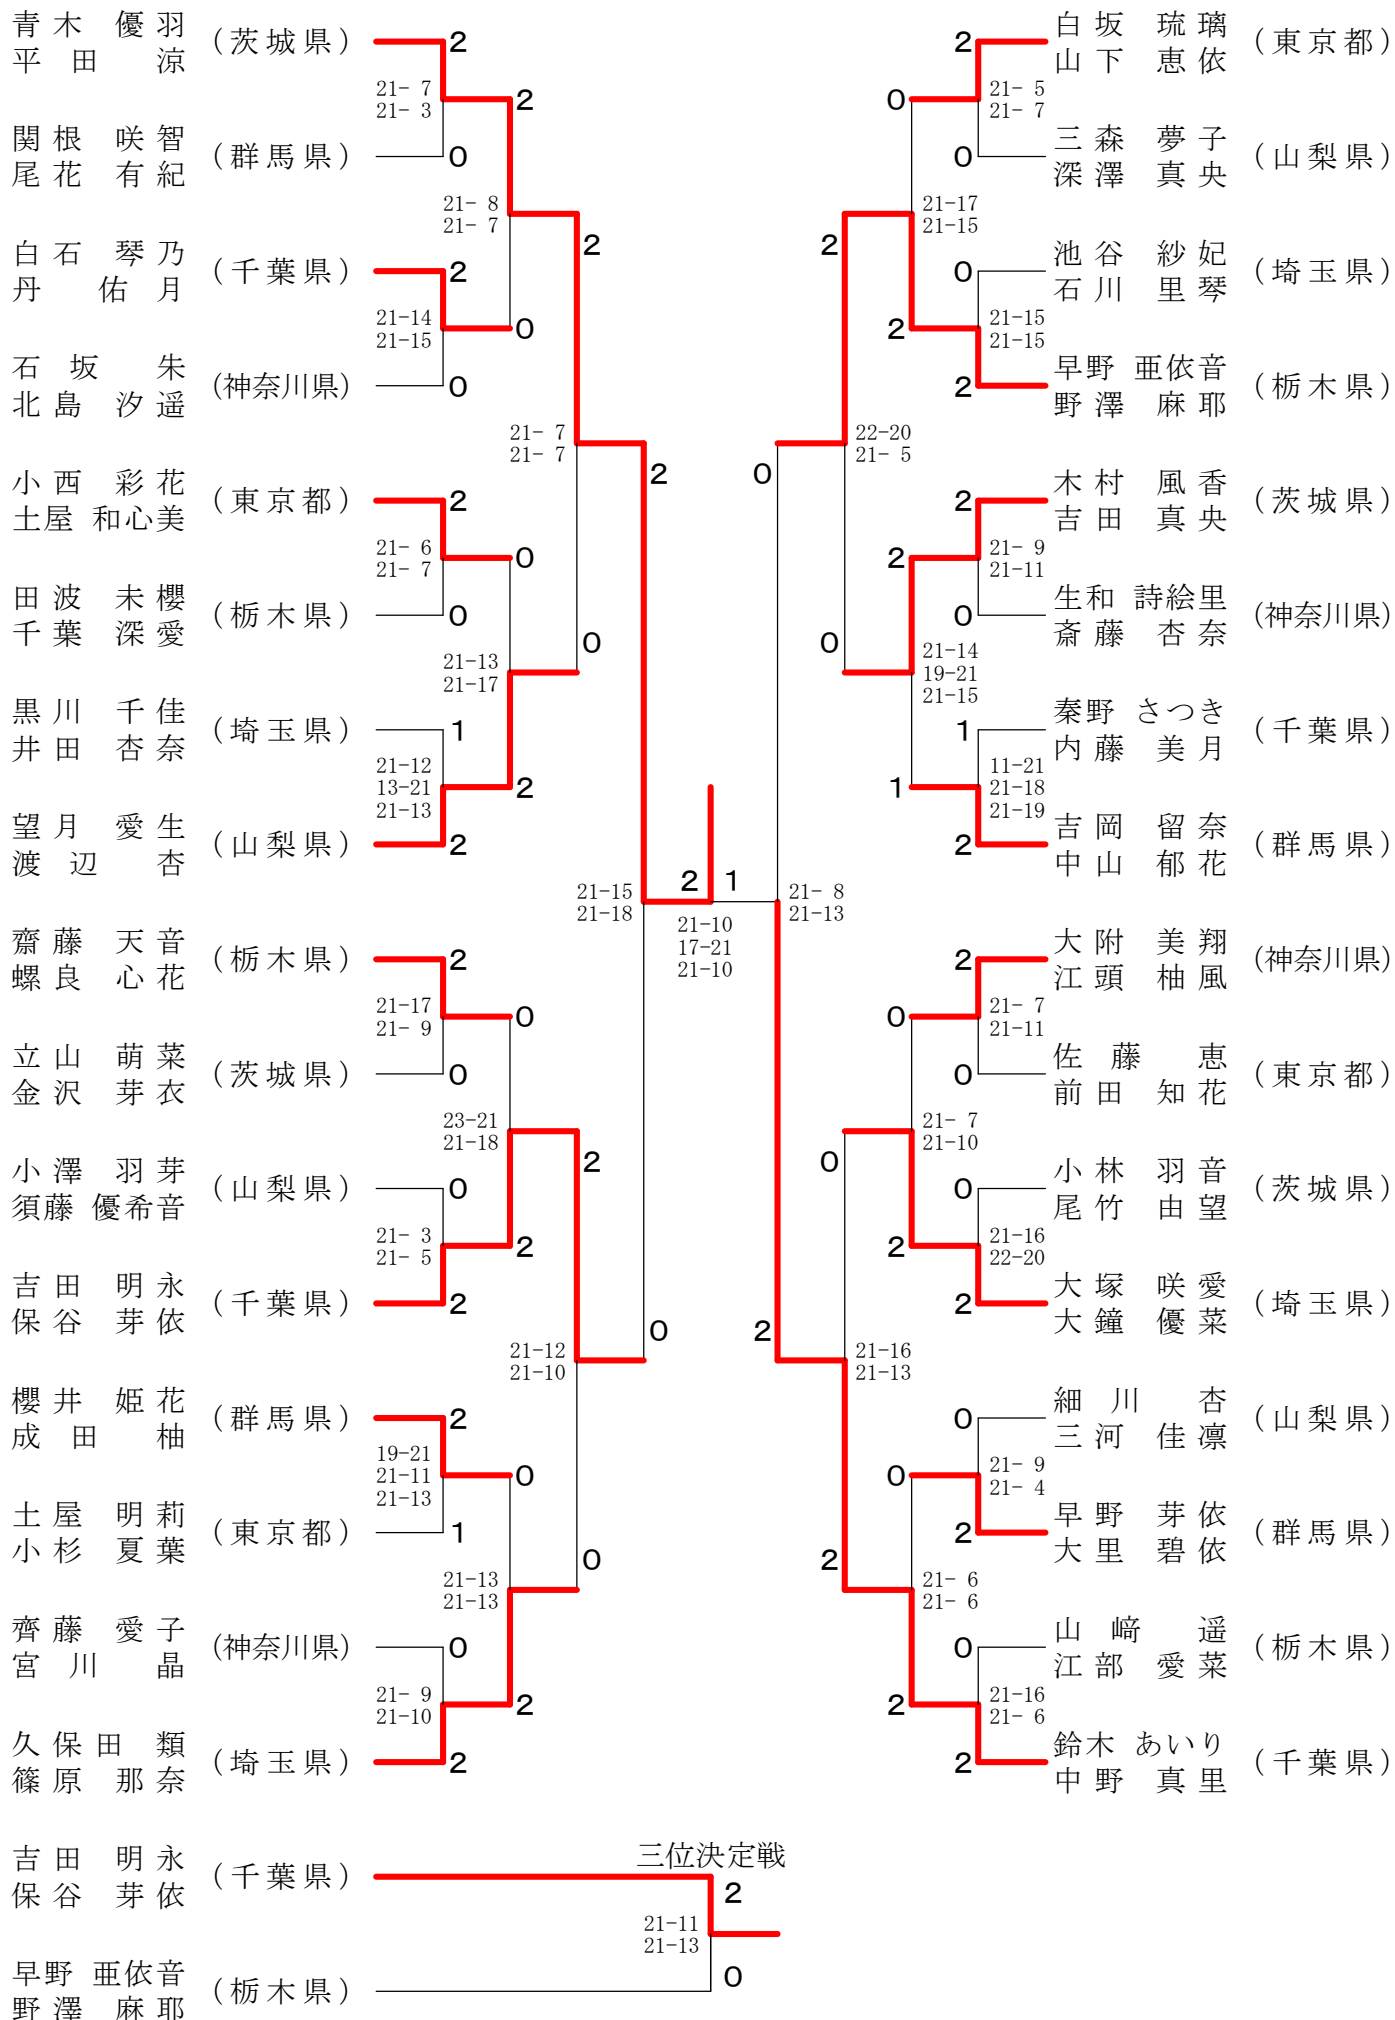 青木 優羽
平田 涼
(茨城県)
2
21- 7
21- 3
2
関根 咲智
尾花 有紀
(群馬県)
0
21- 8
21- 7
2
白石 琴乃
丹 佑月
(千葉県)
2
21-14
21-15
0
石坂 朱
北島 汐遥
(神奈川県)
0
21- 7
21- 7
2
小西 彩花
土屋 和心美
(東京都)
2
21- 6
21- 7
0
田波 未櫻
千葉 深愛
(栃木県)
0
21-13
21-17
0
黒川 千佳
井田 杏奈
(埼玉県)
1
21-12
13-21
21-13
2
望月 愛生
渡辺 杏
(山梨県)
2
21-15
21-18
齋藤 天音
螺良 心花
(栃木県)
2
21-17
21- 9
0
立山 萌菜
金沢 芽衣
(茨城県)
0
23-21
21-18
2
小澤 羽芽
須藤 優希音
(山梨県)
0
21- 3
21- 5
2
吉田 明永
保谷 芽依
(千葉県)
2
21-12
21-10
0
櫻井 姫花
成田 柚
(群馬県)
2
19-21
21-11
21-13
0
土屋 明莉
小杉 夏葉
(東京都)
1
21-13
21-13
0
齊藤 愛子
宮川 晶
(神奈川県)
0
21- 9
21-10
2
久保田 類
篠原 那奈
(埼玉県)
2
2 1
21-10
17-21
21-10
白坂 琉璃
山下 恵依
(東京都)
2
21- 5
21- 7
0
三森 夢子
深澤 真央
(山梨県)
0
21-17
21-15
2
池谷 紗妃
石川 里琴
(埼玉県)
0
21-15
21-15
2
早野 亜依音
野澤 麻耶
(栃木県)
2
22-20
21- 5
0
木村 風香
吉田 真央
(茨城県)
2
21- 9
21-11
2
生和 詩絵里
斎藤 杏奈
(神奈川県)
0
21-14
19-21
21-15
0
秦野 さつき
内藤 美月
(千葉県)
1
11-21
21-18
21-19
1
吉岡 留奈
中山 郁花
(群馬県)
2
21- 8
21-13
大附 美翔
江頭 柚風
(神奈川県)
2
21- 7
21-11
0
佐藤 恵
前田 知花
(東京都)
0
21- 7
21-10
0
小林 羽音
尾竹 由望
(茨城県)
0
21-16
22-20
2
大塚 咲愛
大鐘 優菜
(埼玉県)
2
21-16
21-13
2
細川 杏
三河 佳凛
(山梨県)
0
21- 9
21- 4
0
早野 芽依
大里 碧依
(群馬県)
2
21- 6
21- 6
2
山﨑 遥
江部 愛菜
(栃木県)
0
21-16
21- 6
2
鈴木 あいり
中野 真里
(千葉県)
2
三位決定戦
吉田 明永
保谷 芽依
(千葉県)
2
21-11
21-13
早野 亜依音
野澤 麻耶
(栃木県)
0